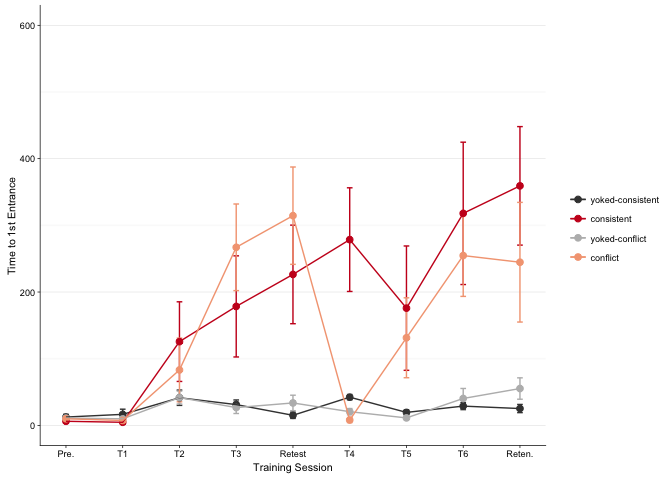 600
400
200
0
Time to 1st Entrance
Pre. T1 T2 T3 Retest T4 T5 T6 Reten.
Training Session
yoked-consistent
consistent
yoked-conflict
conflict